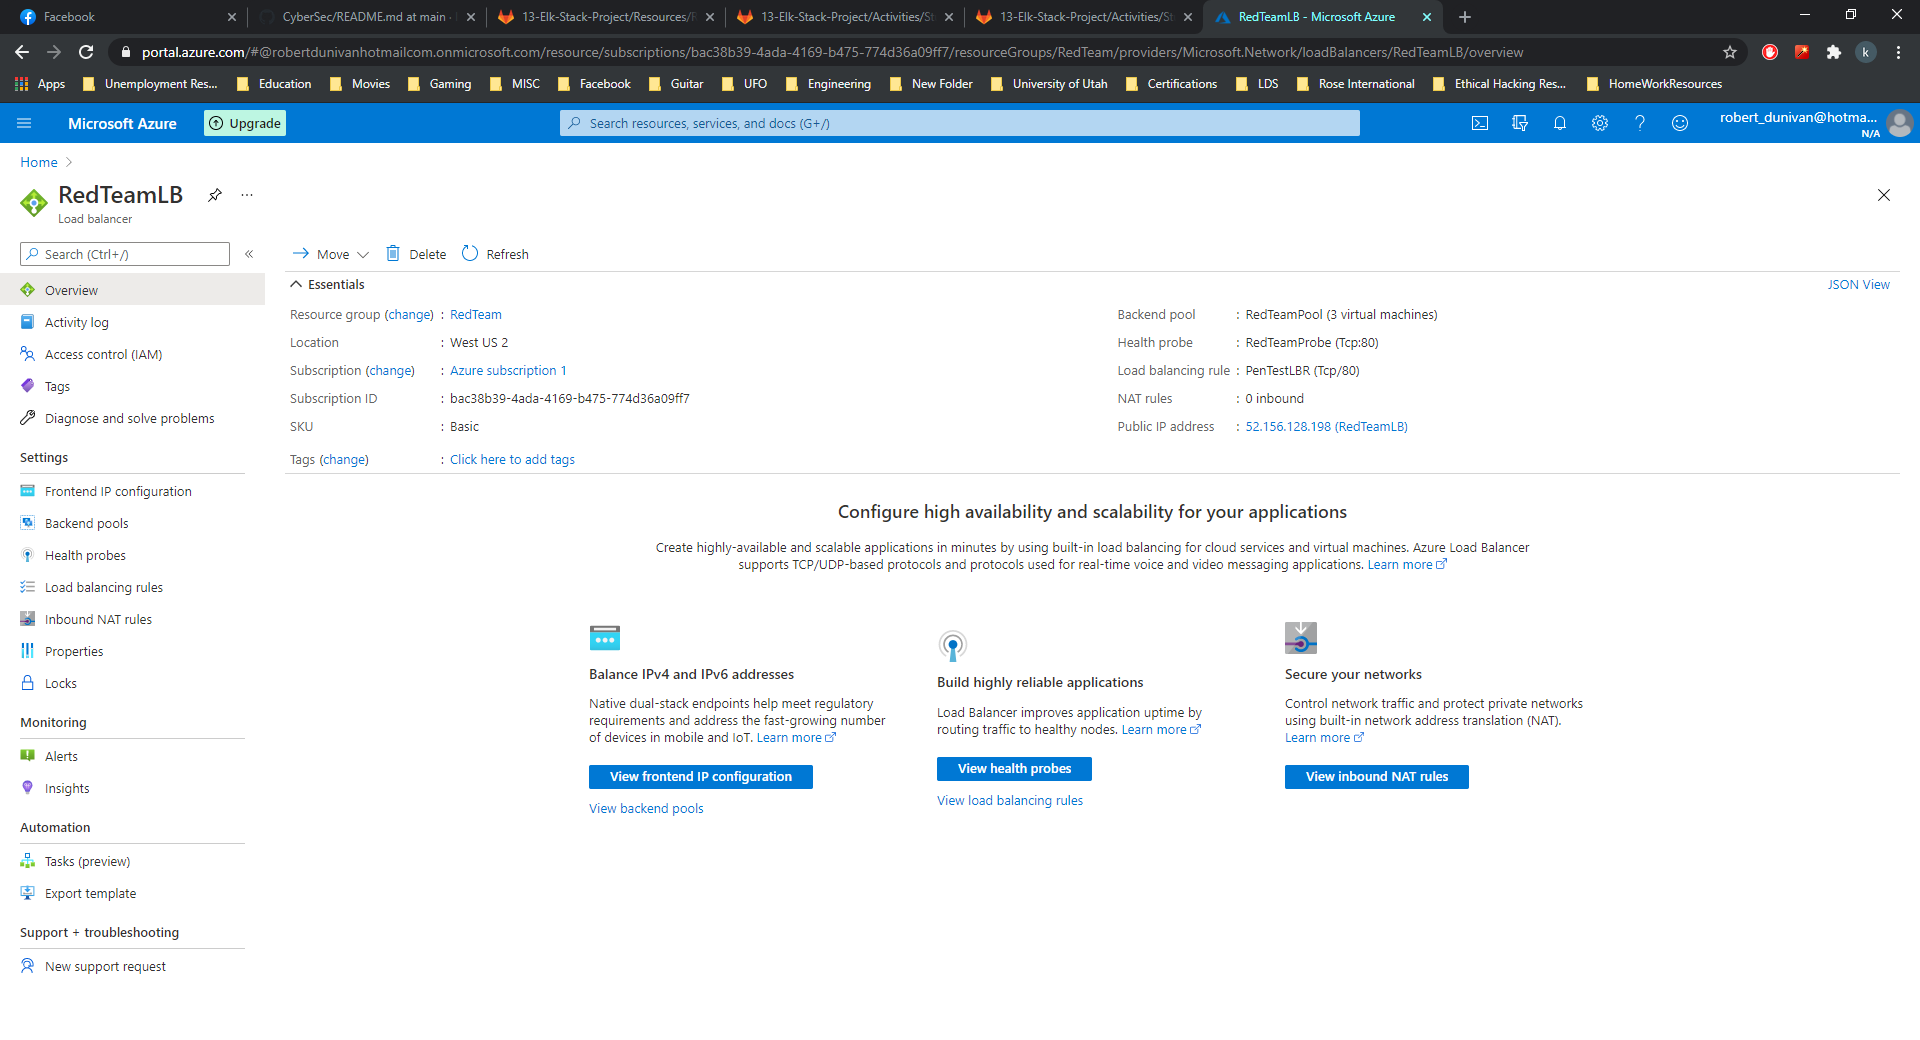 Facebook
CyberSec/README.md at main ·
13-Elk-Stack-Project/Resources/R
13-Elk-Stack-Project/Activities/St
13-Elk-Stack-Project/Activities/St
RedTeamLB - Microsoft Azure
portal.azure.com/#@robertdunivanhotmailcom.onmicrosoft.com/resource/subscriptions/bac38b39-4ada-4169-b475-774d36a09ff7/resourceGroups/RedTeam/providers/Microsoft.Network/loadBalancers/RedTeamLB/overview
k
Apps Unemployment Res... Education Movies Gaming MISC Facebook Guitar UFO Engineering New Folder University of Utah Certifications LDS Rose International Ethical Hacking Res... HomeWorkResources
Microsoft Azure
Upgrade
Search resources, services, and docs (G+/)
robert_dunivan@hotma...
N/A
Home >
RedTeamLB
Load balancer
Search (Ctrl+/)
«
Overview
Activity log
Access control (IAM)
Tags
Diagnose and solve problems
Settings
Frontend IP configuration
Backend pools
Health probes
Load balancing rules
Inbound NAT rules
Properties
Locks
Monitoring
Alerts
Insights
Automation
Tasks (preview)
Export template
Support + troubleshooting
New support request
Move Delete Refresh
Essentials
JSON View
Resource group (change) : RedTeam
Location : West US 2
Subscription (change) : Azure subscription 1
Subscription ID : bac38b39-4ada-4169-b475-774d36a09ff7
SKU : Basic
Tags (change) : Click here to add tags
Backend pool : RedTeamPool (3 virtual machines)
Health probe : RedTeamProbe (Tcp:80)
Load balancing rule : PenTestLBR (Tcp/80)
NAT rules : 0 inbound
Public IP address : 52.156.128.198 (RedTeamLB)
Configure high availability and scalability for your applications
Create highly-available and scalable applications in minutes by using built-in load balancing for cloud services and virtual machines. Azure Load Balancer
supports TCP/UDP-based protocols and protocols used for real-time voice and video messaging applications. Learn more
Balance IPv4 and IPv6 addresses
Native dual-stack endpoints help meet regulatory
requirements and address the fast-growing number
of devices in mobile and IoT. Learn more
View frontend IP configuration
View backend pools
Build highly reliable applications
Load Balancer improves application uptime by
routing traffic to healthy nodes. Learn more
View health probes
View load balancing rules
Secure your networks
Control network traffic and protect private networks
using built-in network address translation (NAT).
Learn more
View inbound NAT rules